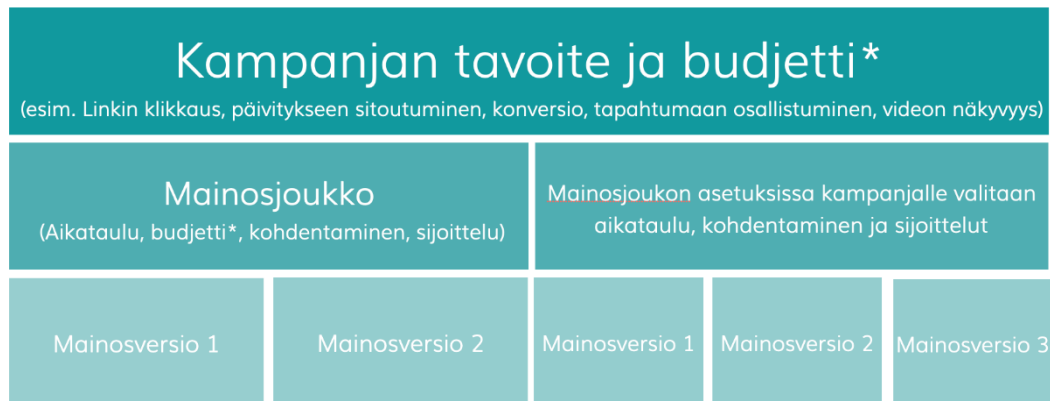 Kampanjan tavoite ja budjetti*
(esim. Linkin klikkaus, päivitykseen sitoutuminen, konversio, tapahtumaan osallistuminen, videon näkyvyys)
Mainosjoukko
(Aikataulu, budjetti*, kohdentaminen, sijoittelu)
Mainosjoukon asetuksissa kampanjalle valitaan
aikataulu, kohdentaminen ja sijoittelut
Mainosversio 1
Mainosversio 2
Mainosversio 1
Mainosversio 2
Mainosversio 3